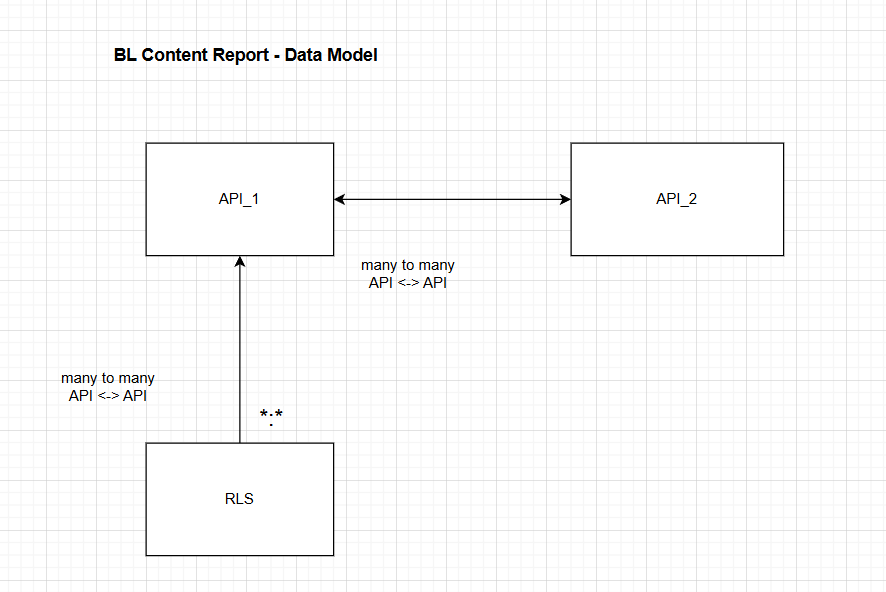 BL Content Report - Data Model
API_1
API_2
many to many
API <-> API
many to many
API <-> API
*:*
RLS